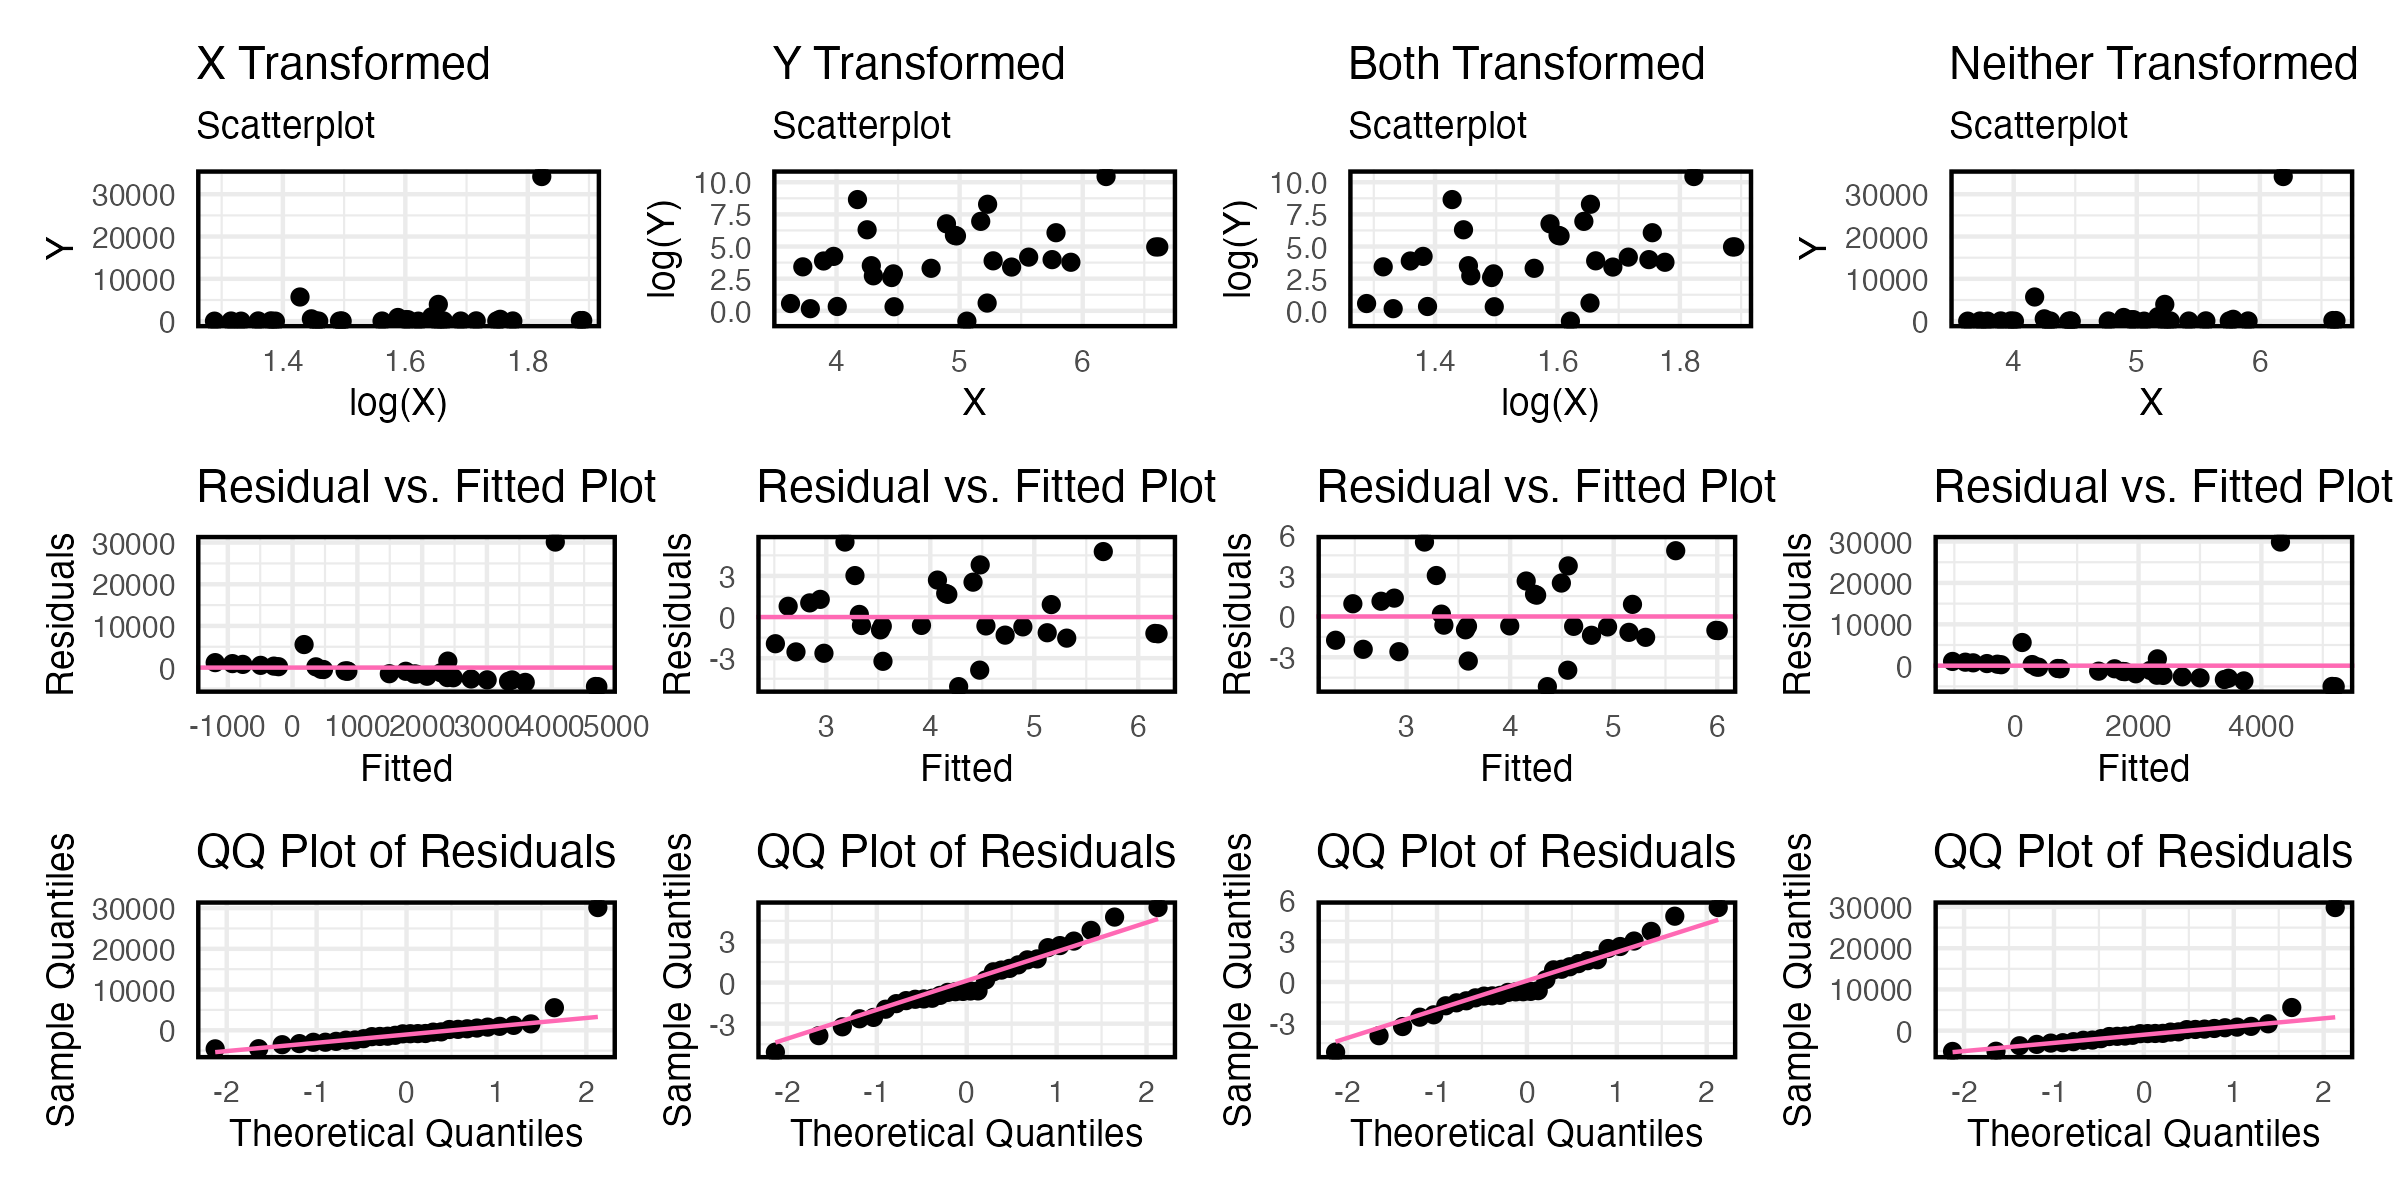 X Transformed
Y Transformed
Both Transformed
Neither Transformed
Scatterplot
Scatterplot
Scatterplot
Scatterplot
Y
30000
20000
10000
0
1.4 1.6 1.8
log(X)
log(Y)
10.0
7.5
5.0
2.5
0.0
4 5 6
X
log(Y)
10.0
7.5
5.0
2.5
0.0
1.4 1.6 1.8
log(X)
Y
30000
20000
10000
0
4 5 6
X
Residual vs. Fitted Plot
Residuals
30000
20000
10000
0
-1000 0 1000 2000 3000 4000 5000
Fitted
Residual vs. Fitted Plot
Residuals
3
0
-3
3 4 5 6
Fitted
Residual vs. Fitted Plot
Residuals
6
3
0
-3
3 4 5 6
Fitted
Residual vs. Fitted Plot
Residuals
30000
20000
10000
0
0 2000 4000
Fitted
QQ Plot of Residuals
Sample Quantiles
30000
20000
10000
0
-2 -1 0 1 2
Theoretical Quantiles
QQ Plot of Residuals
Sample Quantiles
3
0
-3
-2 -1 0 1 2
Theoretical Quantiles
QQ Plot of Residuals
Sample Quantiles
6
3
0
-3
-2 -1 0 1 2
Theoretical Quantiles
QQ Plot of Residuals
Sample Quantiles
30000
20000
10000
0
-2 -1 0 1 2
Theoretical Quantiles